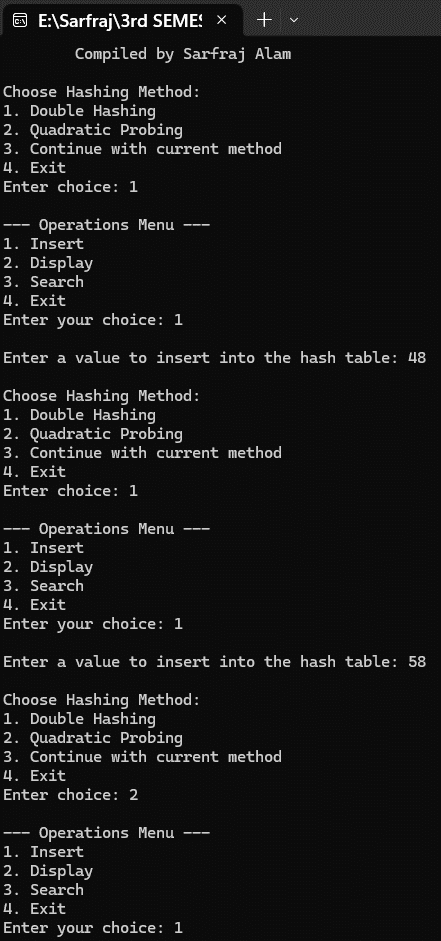 E:\Sarfraj\3rd SEMES
Compiled by Sarfraj Alam
Choose Hashing Method:
1. Double Hashing
2. Quadratic Probing
3. Continue with current method
4. Exit
Enter choice: 1
--- Operations Menu ---
1. Insert
2. Display
3. Search
4. Exit
Enter your choice: 1
Enter a value to insert into the hash table: 48
Choose Hashing Method:
1. Double Hashing
2. Quadratic Probing
3. Continue with current method
4. Exit
Enter choice: 1
--- Operations Menu ---
1. Insert
2. Display
3. Search
4. Exit
Enter your choice: 1
Enter a value to insert into the hash table: 58
Choose Hashing Method:
1. Double Hashing
2. Quadratic Probing
3. Continue with current method
4. Exit
Enter choice: 2
--- Operations Menu ---
1. Insert
2. Display
3. Search
4. Exit
Enter your choice: 1